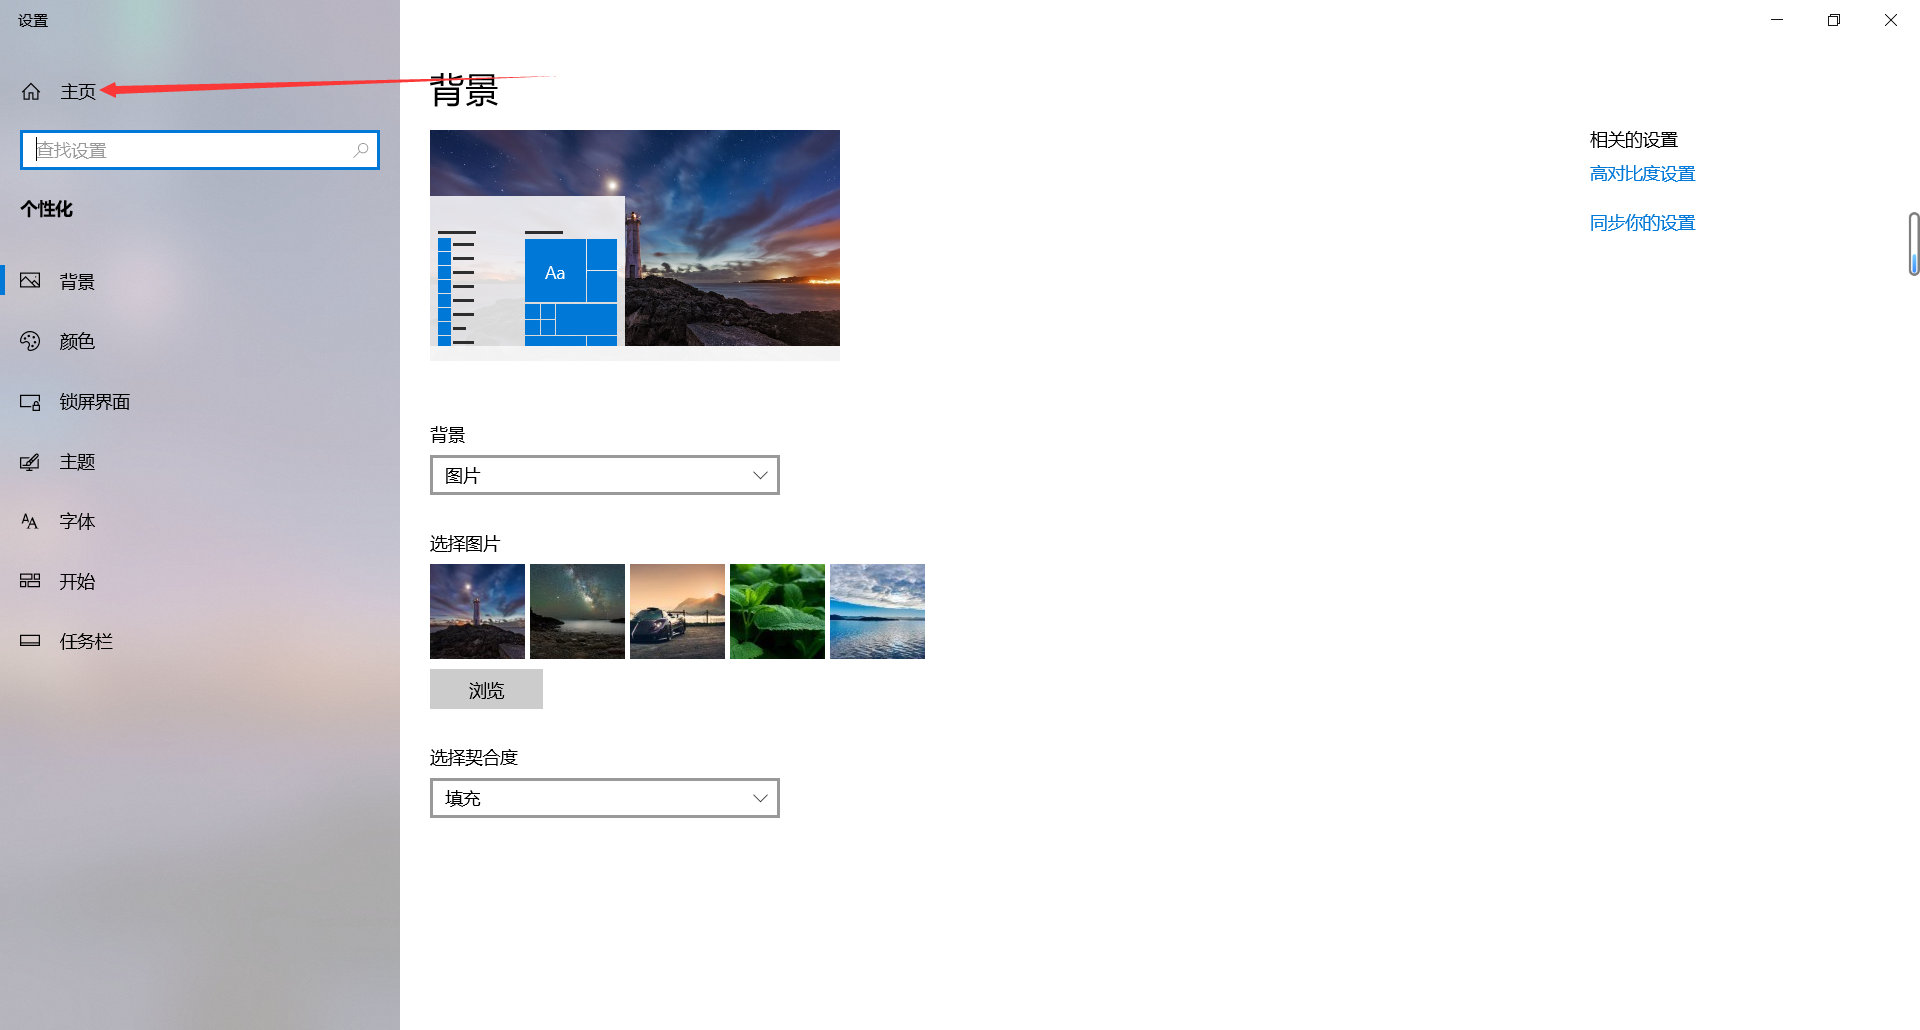 设置
主页
查找设置
个性化
背景
颜色
锁屏界面
主题
字体
开始
任务栏
背景
Aa
背景
图片
选择图片
浏览
选择契合度
填充
相关的设置
高对比度设置
同步你的设置